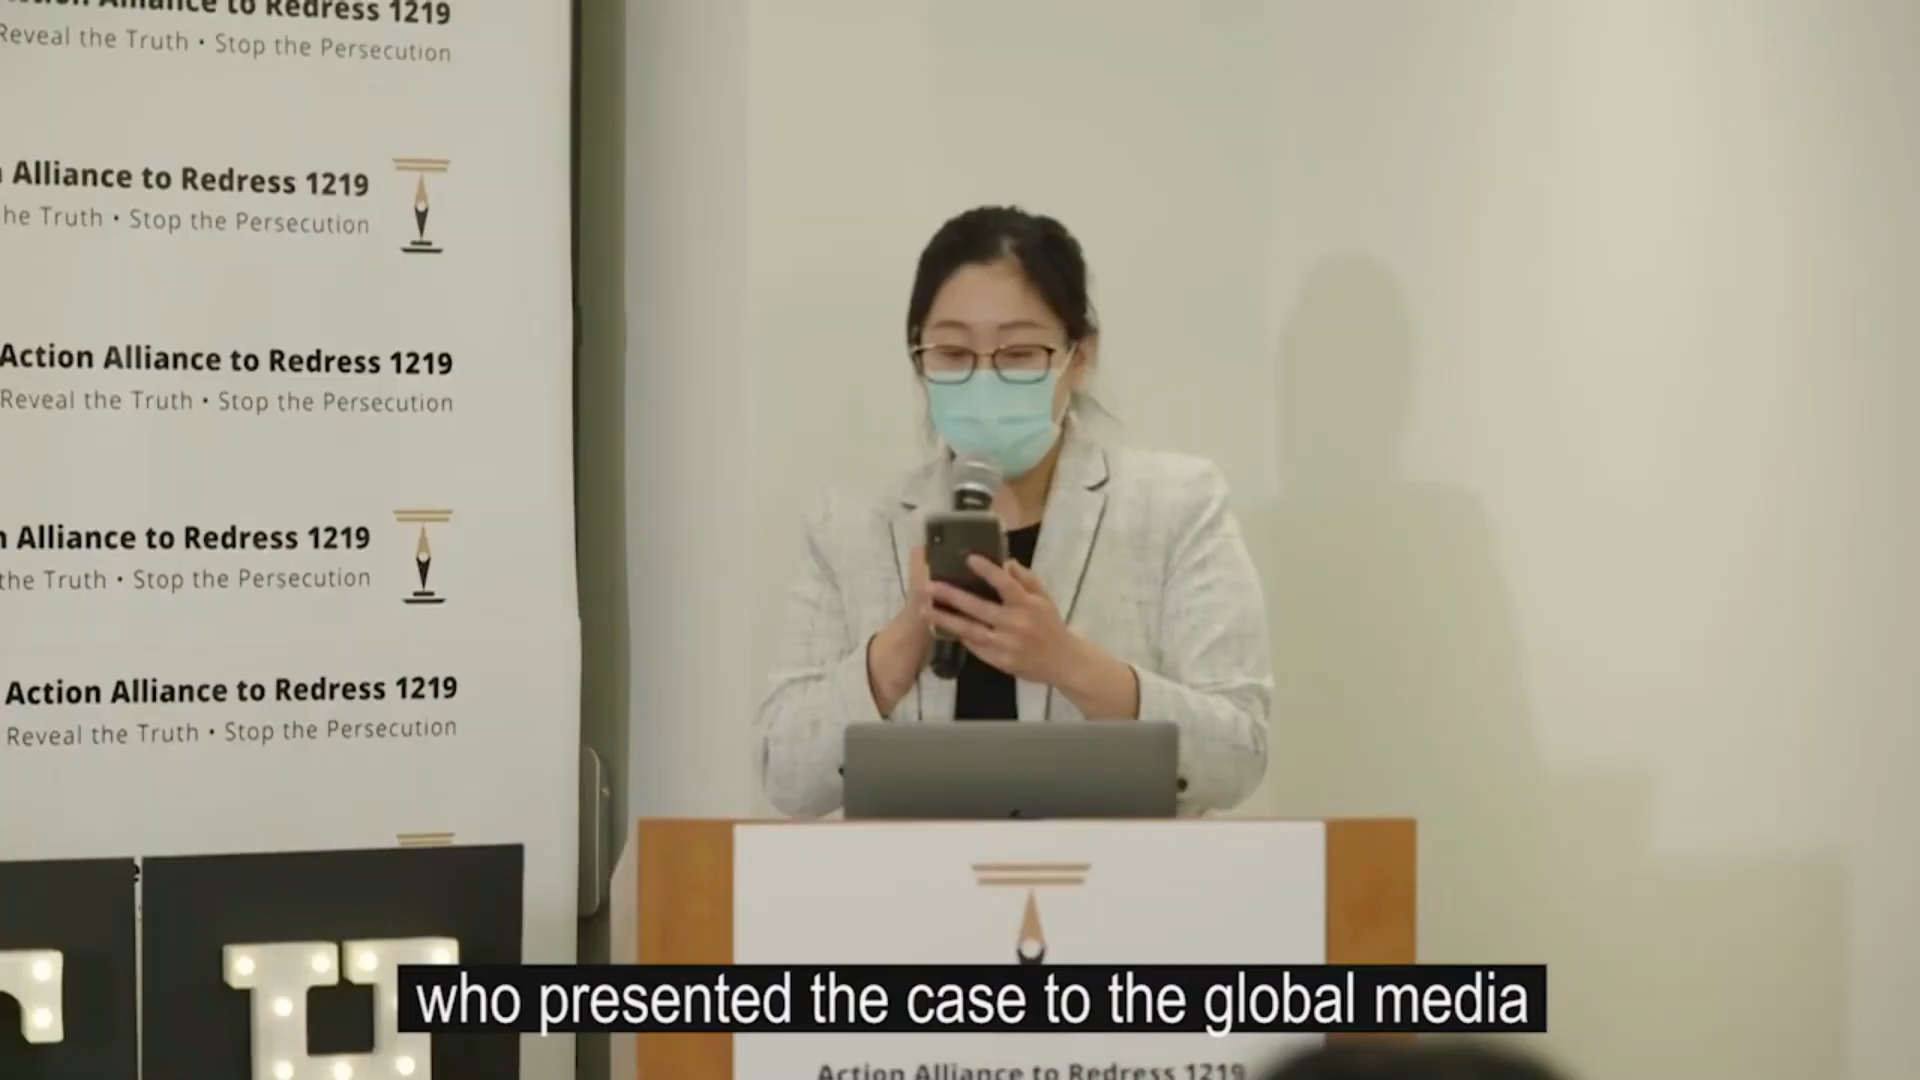 Alliance to Redress 1219
Reveal the Truth • Stop the Persecution
Alliance to Redress 1219
the Truth • Stop the Persecution
Action Alliance to Redress 1219
Reveal the Truth • Stop the Persecution
Alliance to Redress 1219
the Truth • Stop the Persecution
Action Alliance to Redress 1219
Reveal the Truth • Stop the Persecution
H
who presented the case to the global media
Action Alliance to Redress 1219